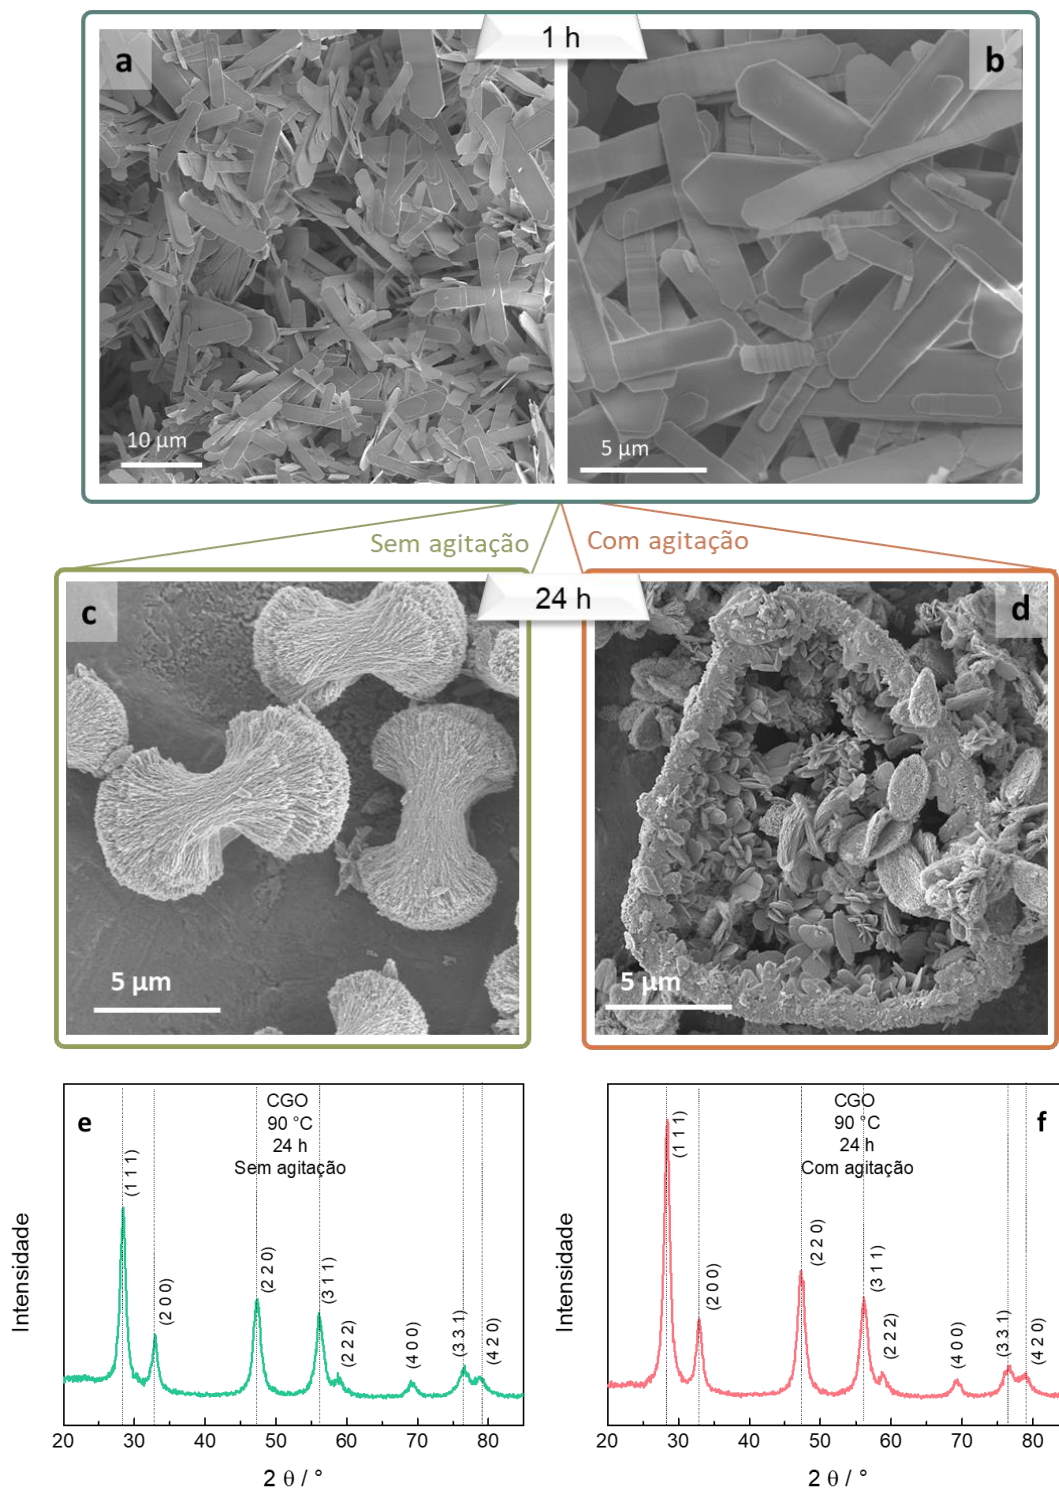 1 h
a
b
10 µm
5 µm
Sem agitação
Com agitação
24 h
c
d
5 µm
5 µm
e
CGO
90 °C
24 h
Sem agitação
(1 1 1)
(2 0 0)
(2 2 0)
(3 1 1)
(2 2 2)
(4 0 0)
(3 3 1)
(4 2 0)
Intensidade
20 30 40 50 60 70 80
2 θ / °
f
CGO
90 °C
24 h
Com agitação
(1 1 1)
(2 0 0)
(2 2 0)
(3 1 1)
(2 2 2)
(4 0 0)
(3 3 1)
(4 2 0)
Intensidade
20 30 40 50 60 70 80
2 θ / °